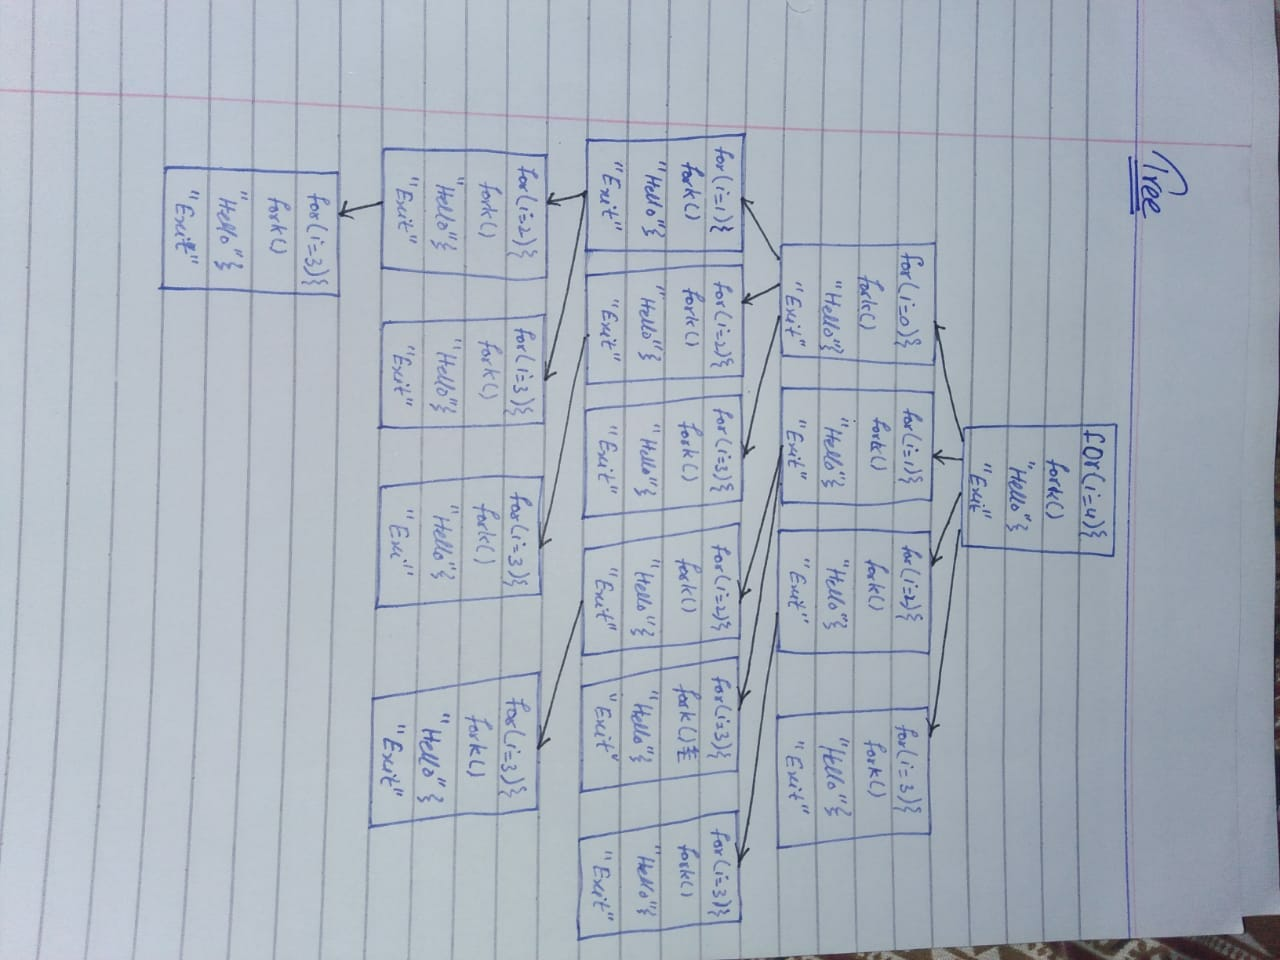 Tree
for(i=4){
fork()
"Hello"}
"Exit"
for(i=0){
fork()
"Hello"}
"Exit"
for(i=1){
fork()
"Hello"}
"Exit"
for(i=2){
fork()
"Hello"}
"Exit"
for(i=3){
fork()
"Hello"}
"Exit"
for(i=1){
fork()
"Hello"}
"Exit"
for(i=2){
fork()
"Hello"}
"Exit"
for(i=3){
fork()
"Hello"}
"Exit"
for(i=2){
fork()
"Hello"}
"Exit"
for(i=3){
fork()
"Hello"}
"Exit"
for(i=3){
fork()
"Hello"}
"Exit"
for(i=2){
fork()
"Hello"}
"Exit"
for(i=3){
fork()
"Hello"}
"Exit"
for(i=3){
fork()
"Hello"}
"Exi"
for(i=3){
fork()
"Hello"}
"Exit"
for(i=3){
fork()
"Hello"}
"Exit"